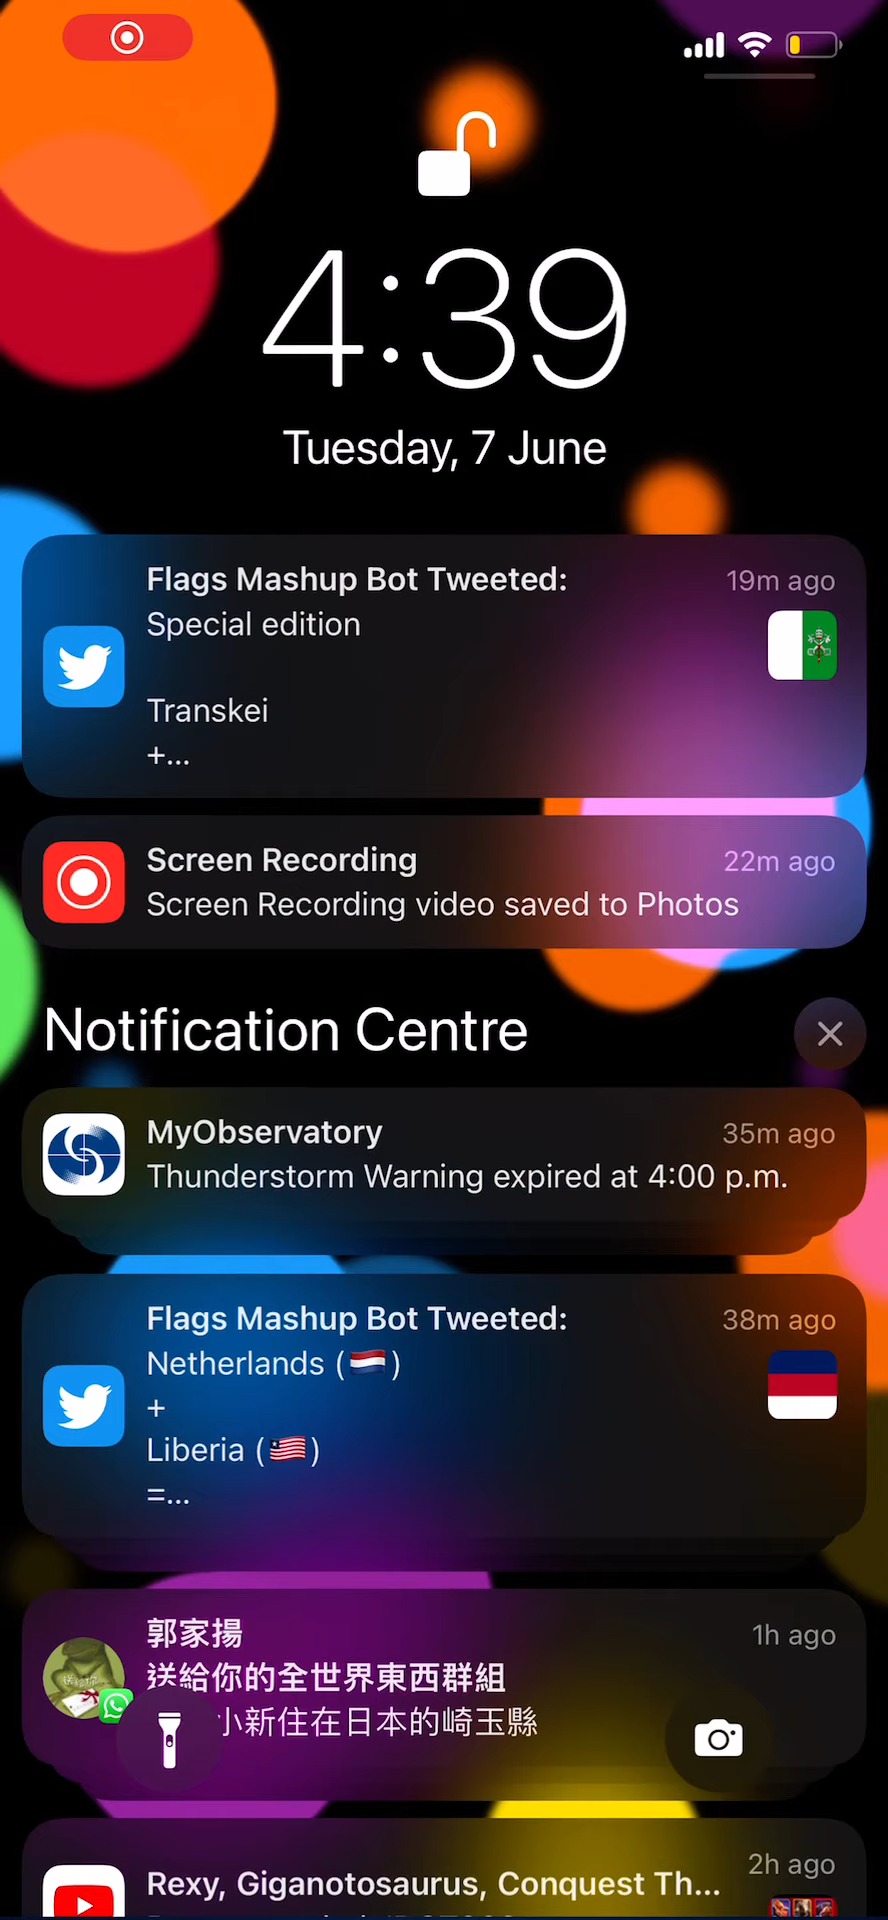 4:39
Tuesday, 7 June
Flags Mashup Bot Tweeted:
19m ago
Special edition
Transkei
+...
Screen Recording
22m ago
Screen Recording video saved to Photos
Notification Centre
MyObservatory
35m ago
Thunderstorm Warning expired at 4:00 p.m.
Flags Mashup Bot Tweeted:
38m ago
Netherlands (🇳🇱)
+
Liberia (🇱🇷)
=...
郭家揚
1h ago
送給你的全世界東西群組
小新住在日本的崎玉縣
2h ago
Rexy, Giganotosaurus, Conquest Th...